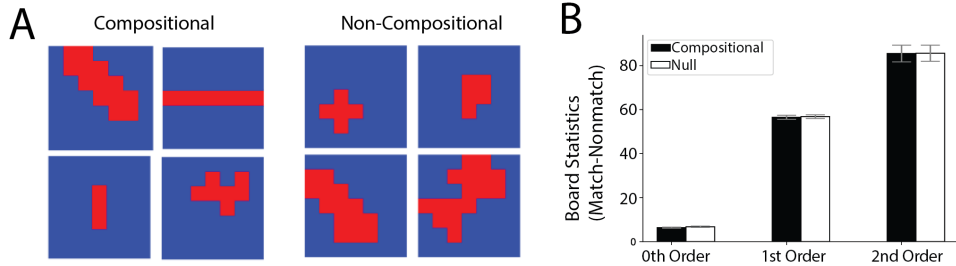 A
Compositional
Non-Compositional
B
Board Statistics
(Match-Nonmatch)
80
60
40
20
0
Compositional
Null
0th Order
1st Order
2nd Order